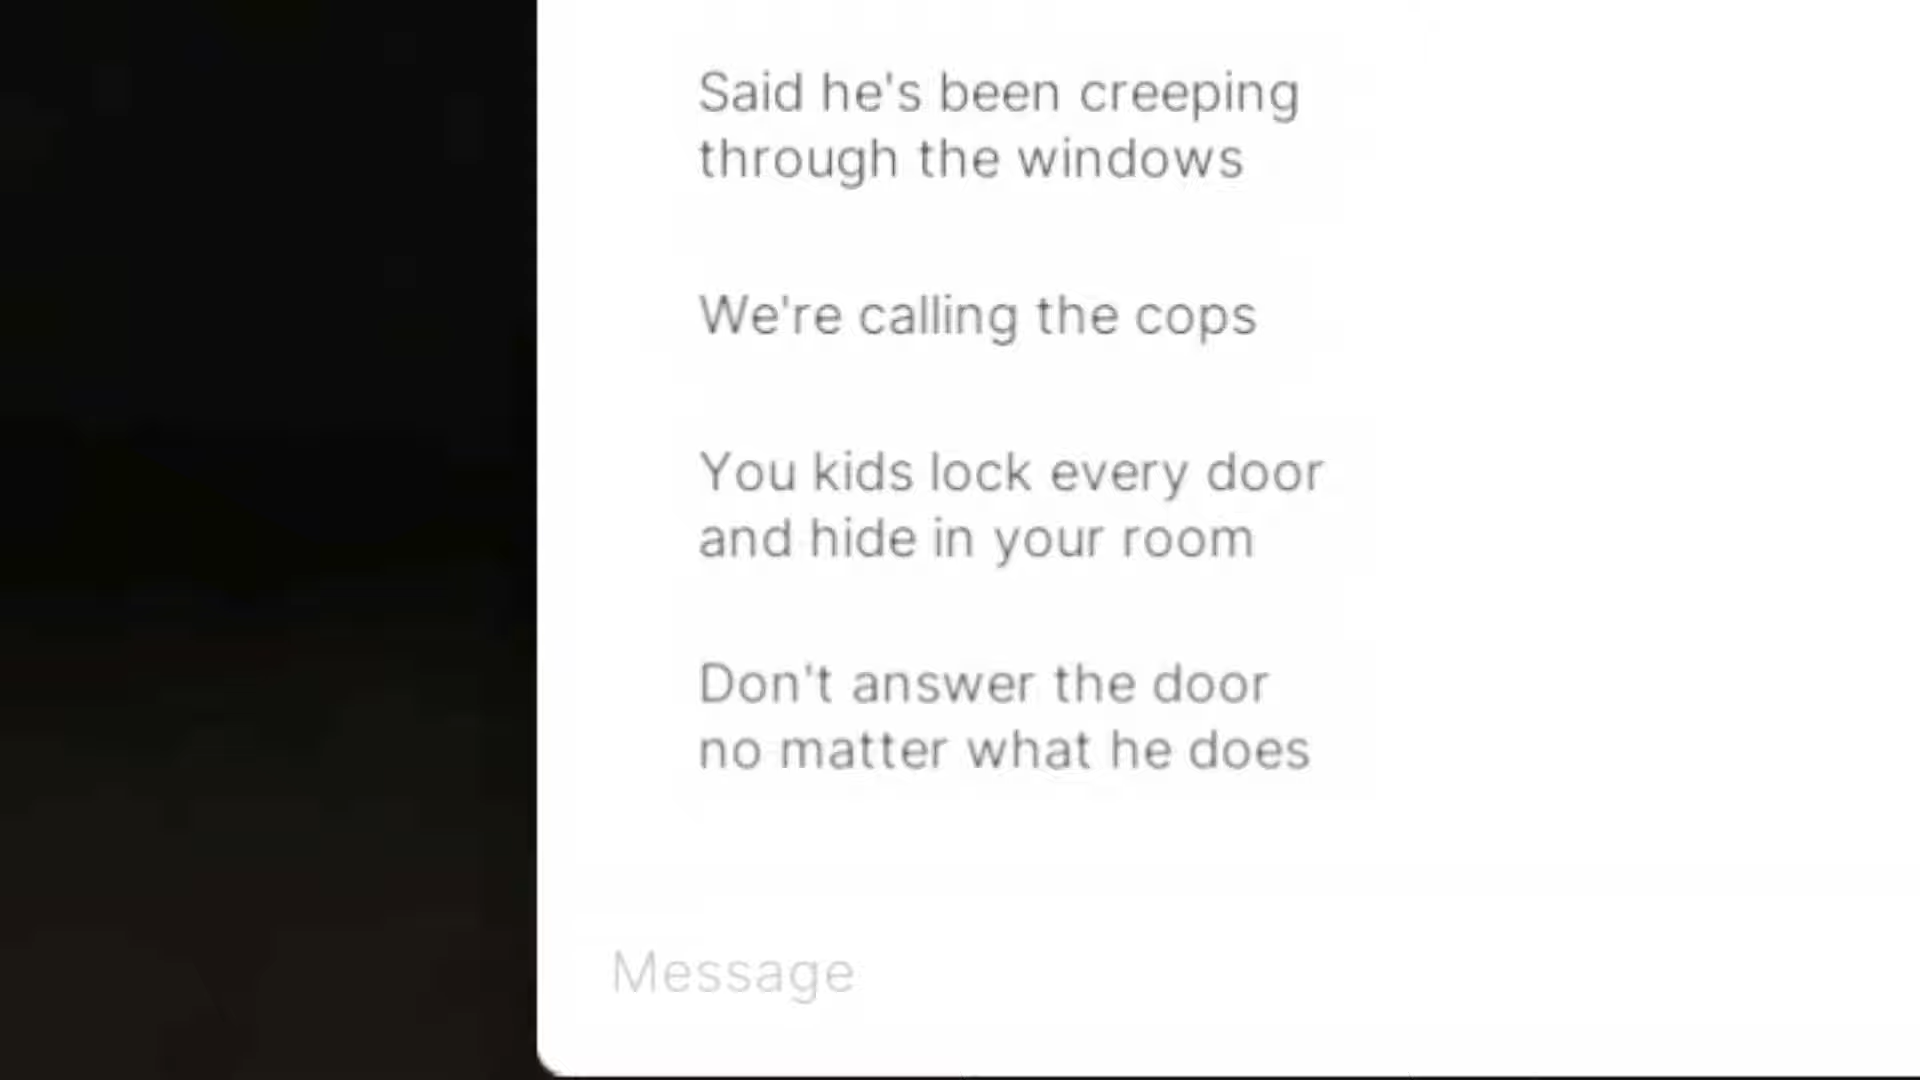 Said he's been creeping
through the windows
We're calling the cops
You kids lock every door
and hide in your room
Don't answer the door
no matter what he does
Message